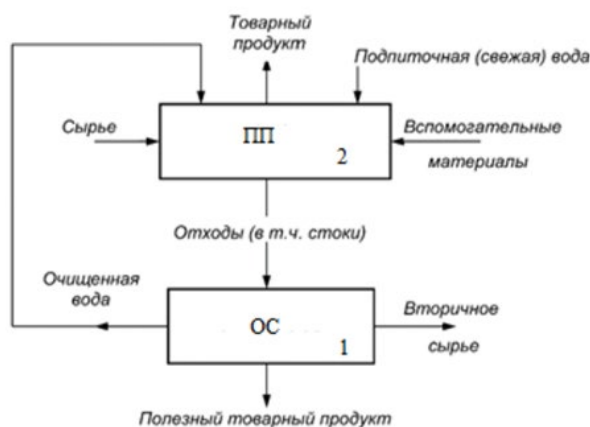 Товарный
продукт
Подпиточная (свежая) вода
Сырье
ПП
2
Вспомогательные
материалы
Отходы (в т.ч. стоки)
Очищенная
вода
ОС
1
Вторичное
сырье
Полезный товарный продукт